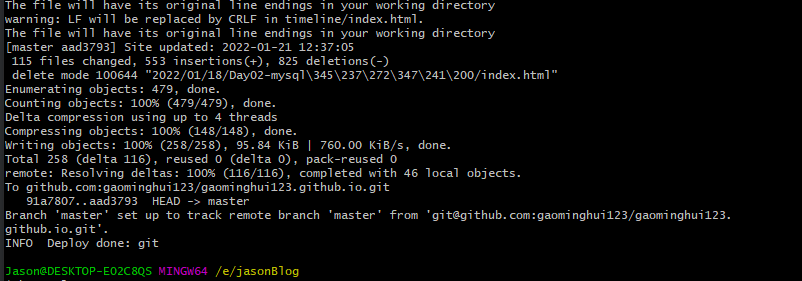 The file will have its original line endings in your working directory
warning: LF will be replaced by CRLF in timeline/index.html.
The file will have its original line endings in your working directory
[master aad3793] Site updated: 2022-01-21 12:37:05
 115 files changed, 553 insertions(+), 825 deletions(-)
 delete mode 100644 "2022/01/18/Day02-mysql\345\237\272\347\241\200/index.html"
Enumerating objects: 479, done.
Counting objects: 100% (479/479), done.
Delta compression using up to 4 threads
Compressing objects: 100% (148/148), done.
Writing objects: 100% (258/258), 95.84 KiB | 760.00 KiB/s, done.
Total 258 (delta 116), reused 0 (delta 0), pack-reused 0
remote: Resolving deltas: 100% (116/116), completed with 46 local objects.
To github.com:gaominghui123/gaominghui123.github.io.git
   91a7807..aad3793  HEAD -> master
Branch 'master' set up to track remote branch 'master' from 'git@github.com:gaominghui123/gaominghui123.
github.io.git'.
INFO  Deploy done: git
Jason@DESKTOP-EO2C8QS MINGW64 /e/jasonBlog